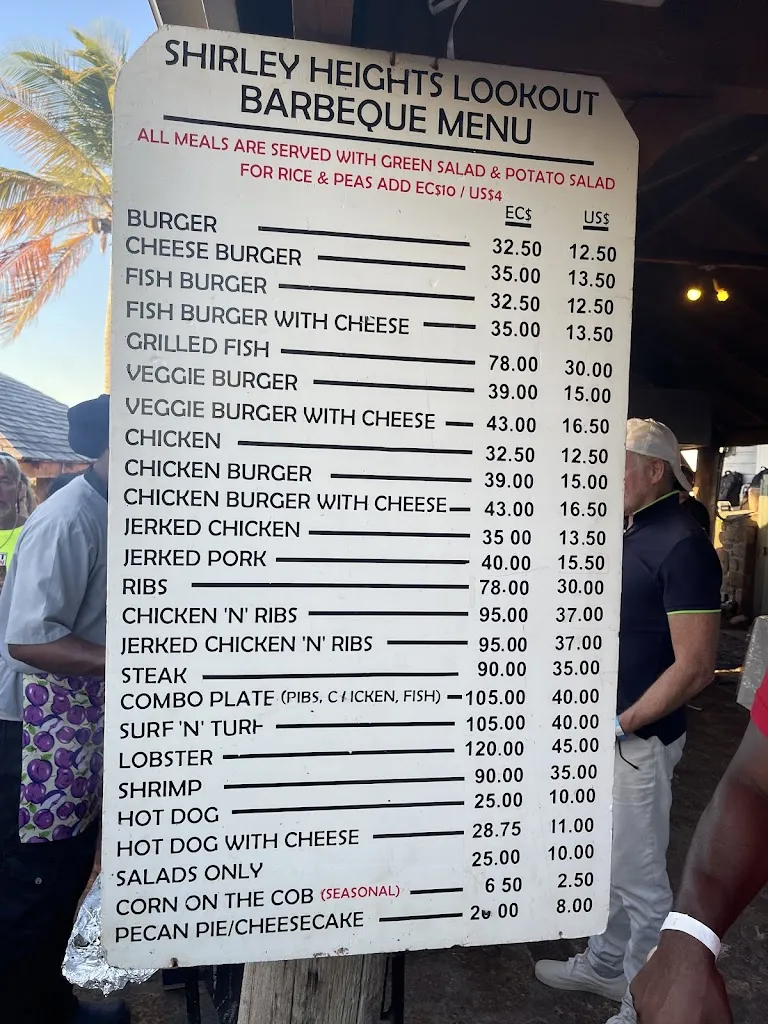 SHIRLEY HEIGHTS LOOKOUT
BARBEQUE MENU
ALL MEALS ARE SERVED WITH GREEN SALAD & POTATO SALAD
FOR RICE & PEAS ADD EC$10 / US$4
EC$ US$
BURGER 32.50 12.50
CHEESE BURGER 35.00 13.50
FISH BURGER 32.50 12.50
FISH BURGER WITH CHEESE 35.00 13.50
GRILLED FISH 78.00 30.00
VEGGIE BURGER 39.00 15.00
VEGGIE BURGER WITH CHEESE 43.00 16.50
CHICKEN 32.50 12.50
CHICKEN BURGER 39.00 15.00
CHICKEN BURGER WITH CHEESE 43.00 16.50
JERKED CHICKEN 35 00 13.50
JERKED PORK 40.00 15.50
RIBS 78.00 30.00
CHICKEN 'N' RIBS 95.00 37.00
JERKED CHICKEN 'N' RIBS 95.00 37.00
STEAK 90.00 35.00
COMBO PLATE (PIBS, C ICKEN, FISH) 105.00 40.00
SURF 'N' TURF 105.00 40.00
LOBSTER 120.00 45.00
SHRIMP 90.00 35.00
HOT DOG 25.00 10.00
HOT DOG WITH CHEESE 28.75 11.00
SALADS ONLY 25.00 10.00
CORN ON THE COB (SEASONAL) 6 50 2.50
PECAN PIE/CHEESECAKE 00 8.00